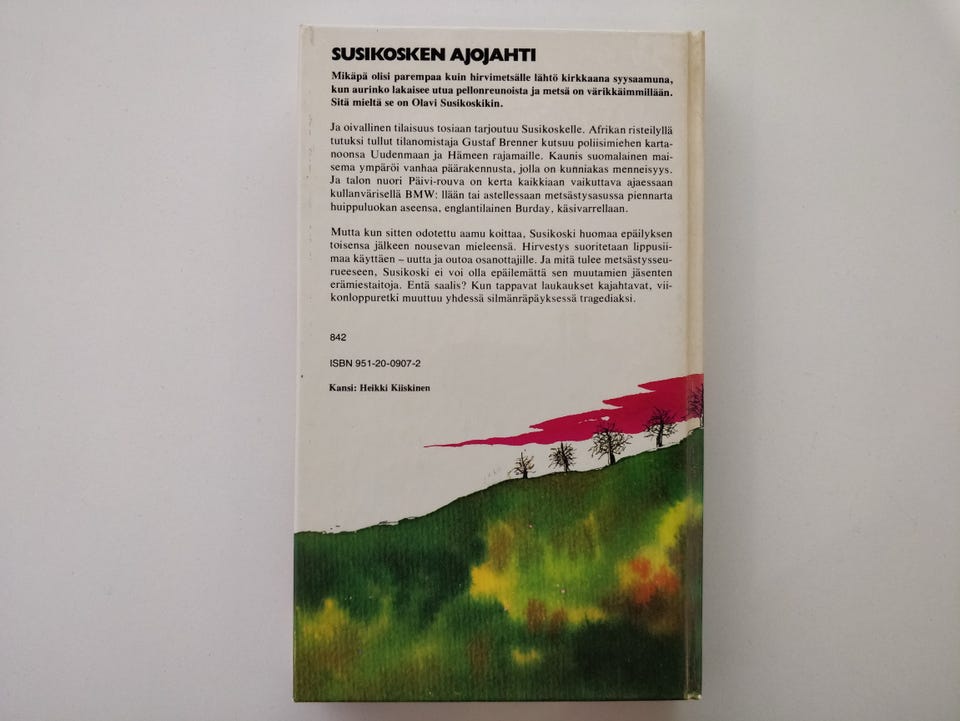 SUSIKOSKEN AJOJAHTI
Mikäpä olisi parempaa kuin hirvimetsälle lähtö kirkkaana syysaamuna,
kun aurinko lakaisee utua pellonreunoista ja metsä on värikkäimmillään.
Sitä mieltä se on Olavi Susikoskikin.
Ja oivallinen tilaisuus tosiaan tarjoutuu Susikoskelle. Afrikan risteilyllä
tutuksi tullut tilanomistaja Gustaf Brenner kutsuu poliisimiehen karta-
noonsa Uudenmaan ja Hämeen rajamaille. Kaunis suomalainen mai-
sema ympäröi vanhaa päärakennusta, jolla on kunniakas menneisyys.
Ja talon nuori Päivi-rouva on kerta kaikkiaan vaikuttava ajaessaan
kullanvärisellä BMW: llään tai astellessaan metsästysasussa piennarta
huippuluokan aseensa, englantilainen Burday, käsivarrellaan.
Mutta kun sitten odotettu aamu koittaa, Susikoski huomaa epäilyksen
toisensa jälkeen nousevan mieleensä. Hirvestys suoritetaan lippusii-
maa käyttäen – uutta ja outoa osanottajille. Ja mitä tulee metsästysseu-
rueeseen, Susikoski ei voi olla epäilemättä sen muutamien jäsenten
erämiestaitoja. Entä saalis? Kun tappavat laukaukset kajahtavat, vii-
konloppuretki muuttuu yhdessä silmänräpäyksessä tragediaksi.
842
ISBN 951-20-0907-2
Kansi: Heikki Kiiskinen